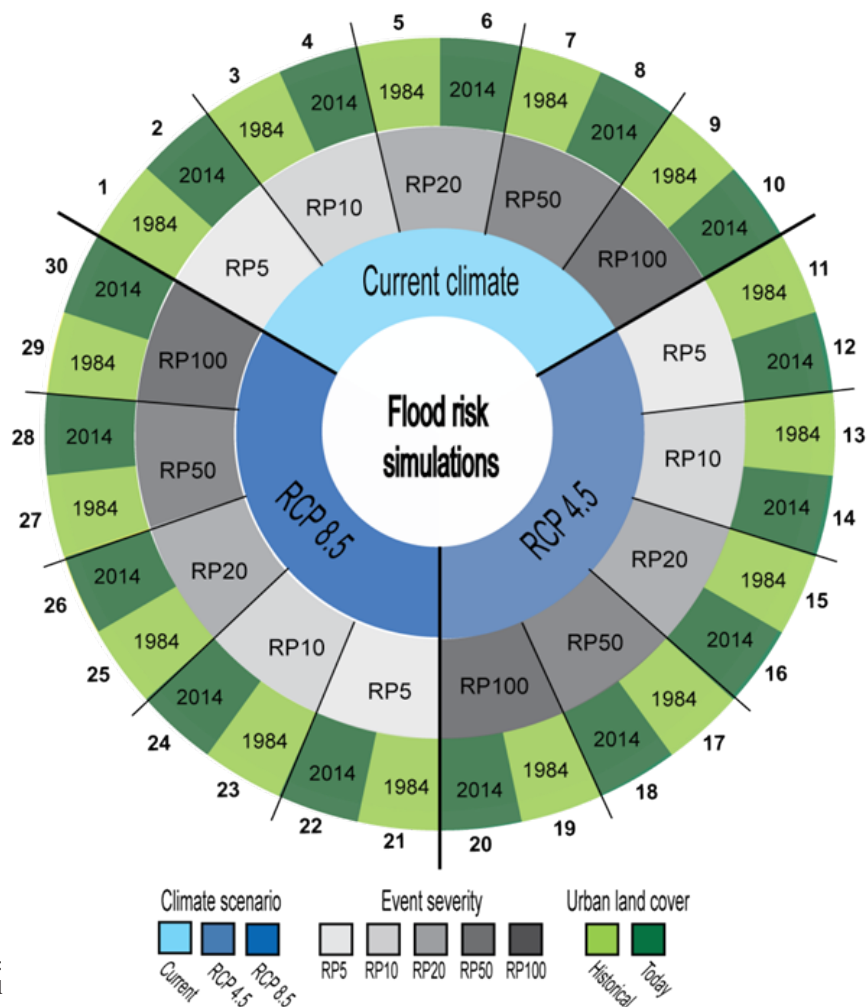 5
6
4
7
3
8
2
9
1
10
30
11
29
12
28
13
27
14
26
15
25
16
24
17
23
18
22
21
20
19
1984
2014
1984
2014
1984
2014
1984
2014
1984
2014
1984
2014
1984
2014
1984
2014
1984
2014
1984
2014
1984
2014
1984
2014
1984
2014
1984
2014
1984
2014
RP5
RP10
RP20
RP50
RP100
RP5
RP10
RP20
RP50
RP100
RP5
RP10
RP20
RP50
RP100
Current climate
RCP 4.5
RCP 8.5
Flood risk
simulations
Climate scenario
Current
RCP 4.5
RCP 8.5
Event severity
RP5
RP10
RP20
RP50
RP100
Urban land cover
Historical
Today